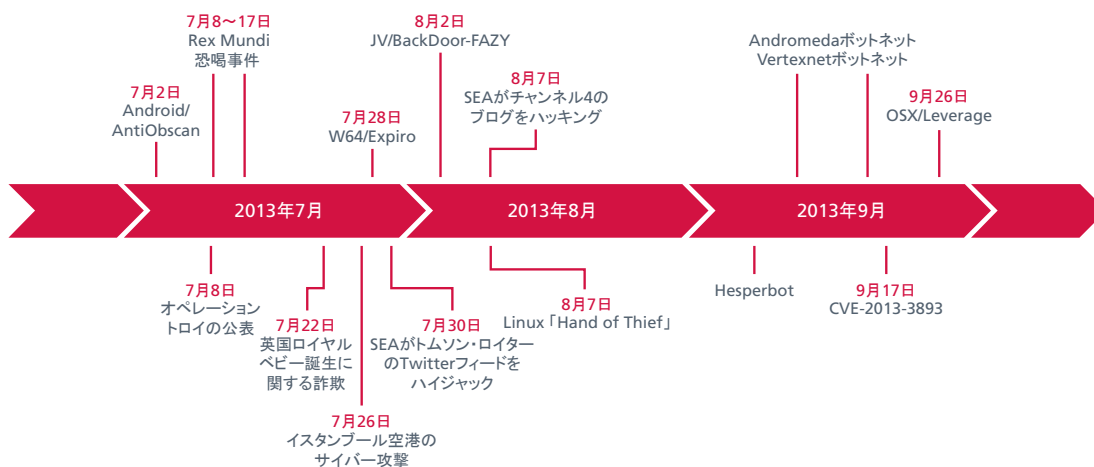 7月2日
Android/
AntiObscan
7月8～17日
Rex Mundi
恐喝事件
7月28日
W64/Expiro
8月2日
JV/BackDoor-FAZY
8月7日
SEAがチャンネル4の
ブログをハッキング
Andromedaボットネット
Vertexnetボットネット
9月26日
OSX/Leverage
2013年7月
2013年8月
2013年9月
7月8日
オペレーション
トロイの公表
7月22日
英国ロイヤル
ベビー誕生に
関する詐欺
7月26日
イスタンブール空港の
サイバー攻撃
7月30日
SEAがトムソン・ロイター
のTwitterフィードを
ハイジャック
8月7日
Linux「Hand of Thief」
Hesperbot
9月17日
CVE-2013-3893